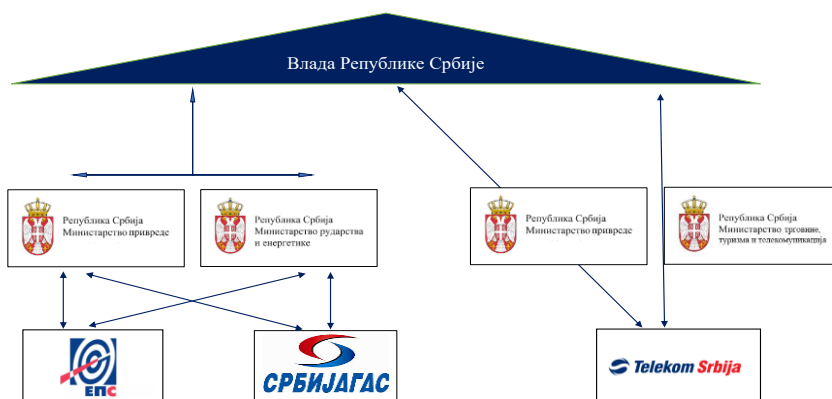 Влада Републике Србије
Република Србија
Министарство привреде
Република Србија
Министарство рударства
и енергетике
Република Србија
Министарство привреде
Република Србија
Министарство трговине,
туризма и телекомуникација
ЕПС
СРБИЈАГАС
Telekom Srbija